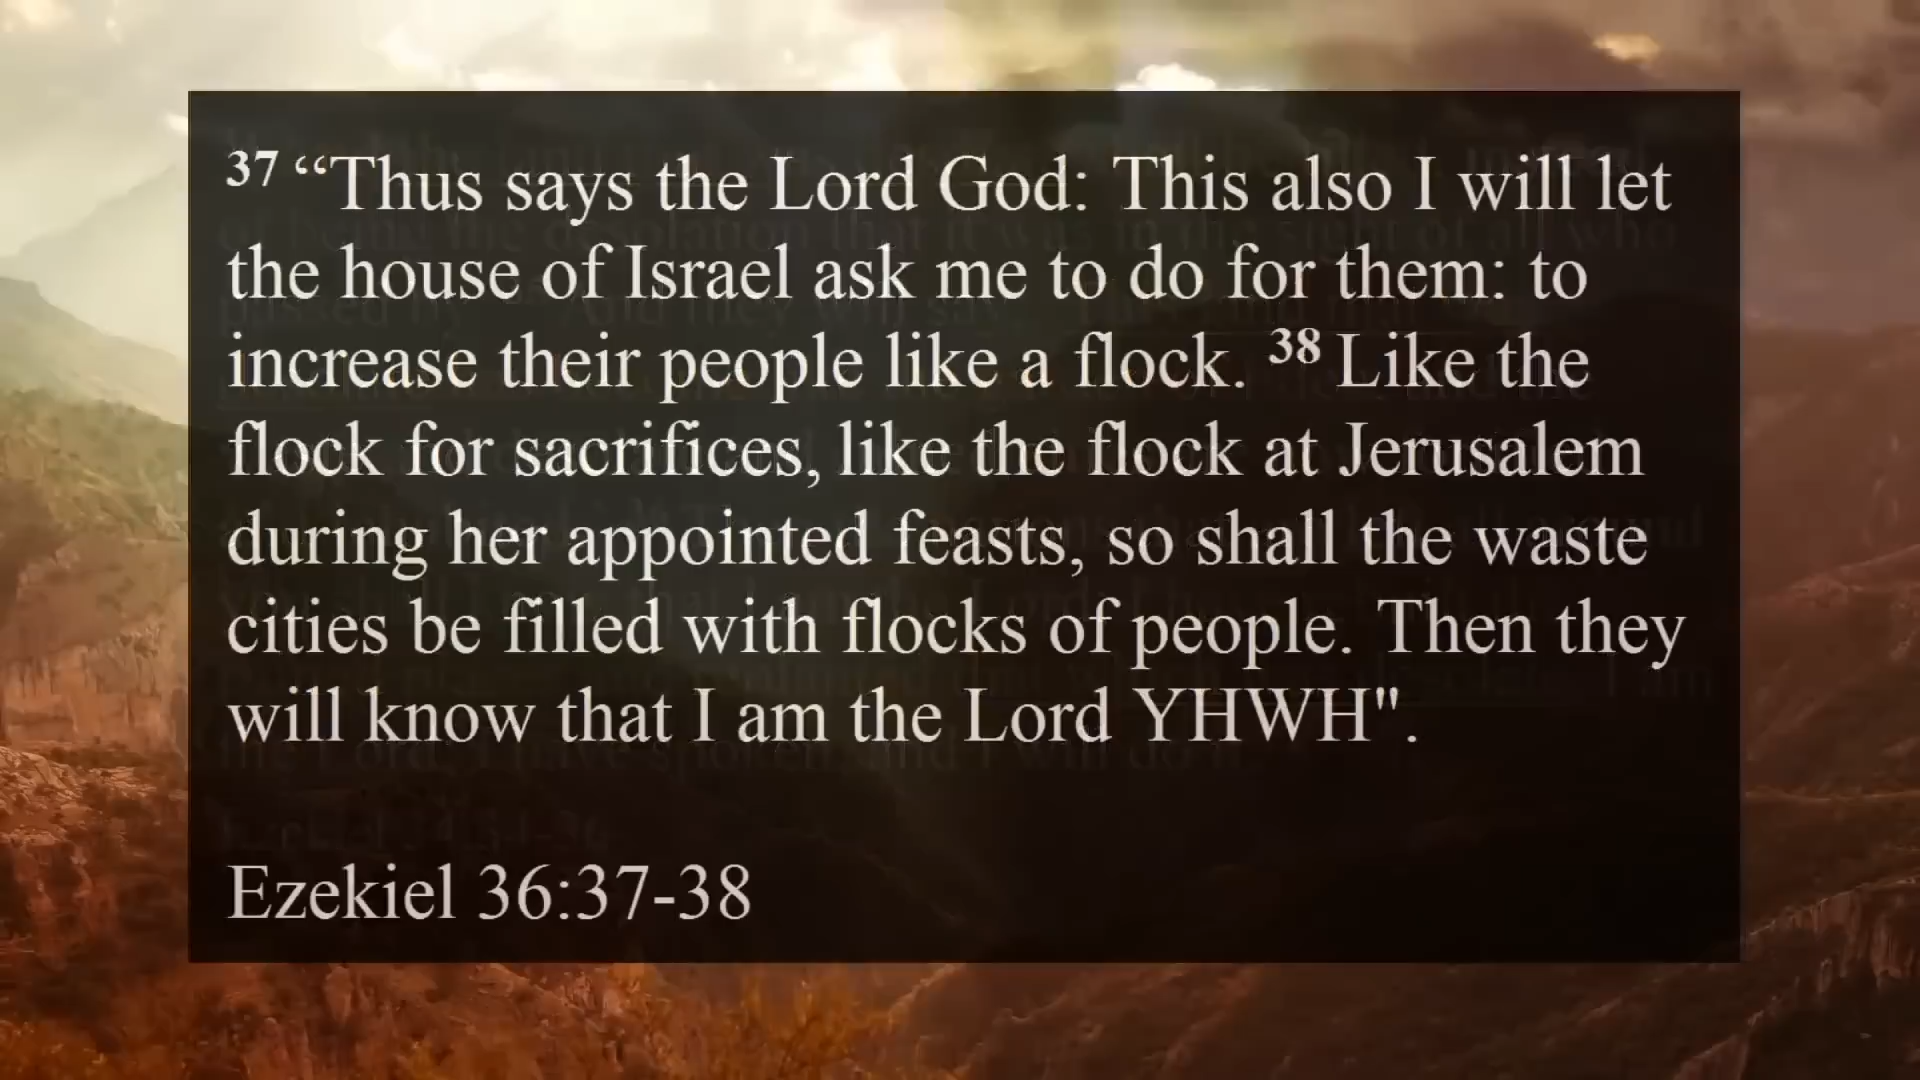 37 “Thus says the Lord God: This also I will let
the house of Israel ask me to do for them: to
increase their people like a flock. 38 Like the
flock for sacrifices, like the flock at Jerusalem
during her appointed feasts, so shall the waste
cities be filled with flocks of people. Then they
will know that I am the Lord YHWH".
Ezekiel 36:37-38